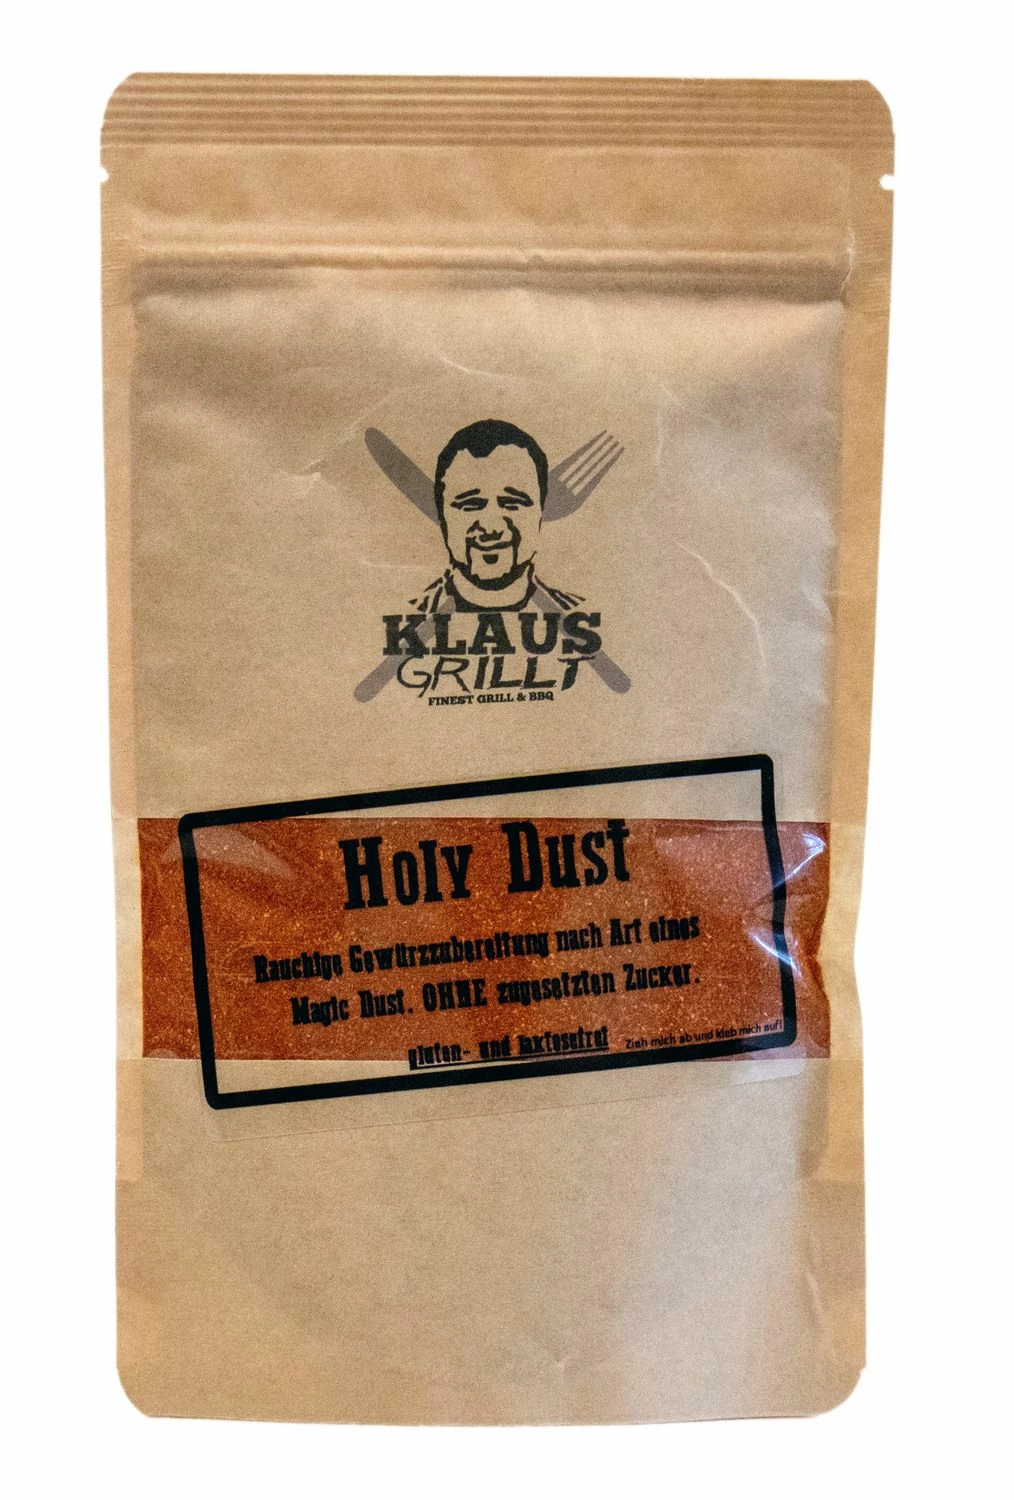 KLAUS
GRILLT
FINEST GRILL & BBQ
Holy Dust
Rauchige Gewürzzubereitung nach Art eines
Magic Dust. OHNE zugesetzten Zucker.
gluten- und laktosefrei
Zieh mich ab und kleb mich auf!